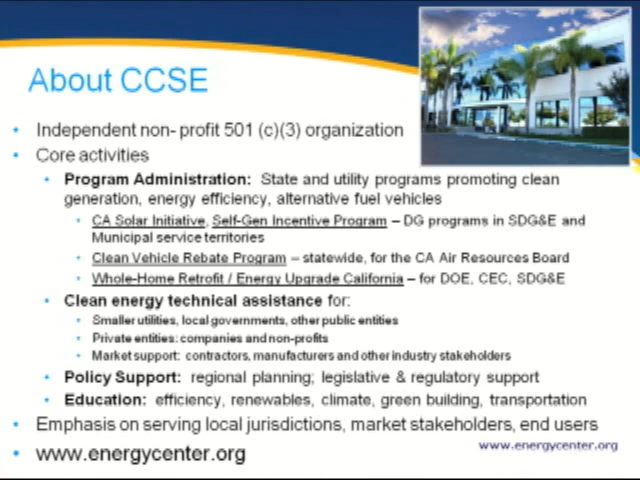 About CCSE
• Independent non- profit 501 (c)(3) organization
• Core activities
• Program Administration: State and utility programs promoting clean
generation, energy efficiency, alternative fuel vehicles
• CA Solar Initiative, Self-Gen Incentive Program – DG programs in SDG&E and
Municipal service territories
• Clean Vehicle Rebate Program – statewide, for the CA Air Resources Board
• Whole-Home Retrofit / Energy Upgrade California – for DOE, CEC, SDG&E
• Clean energy technical assistance for:
• Smaller utilities, local governments, other public entities
• Private entities: companies and non-profits
• Market support: contractors, manufacturers and other industry stakeholders
• Policy Support: regional planning; legislative & regulatory support
• Education: efficiency, renewables, climate, green building, transportation
• Emphasis on serving local jurisdictions, market stakeholders, end users
• www.energycenter.org
www.energycenter.org